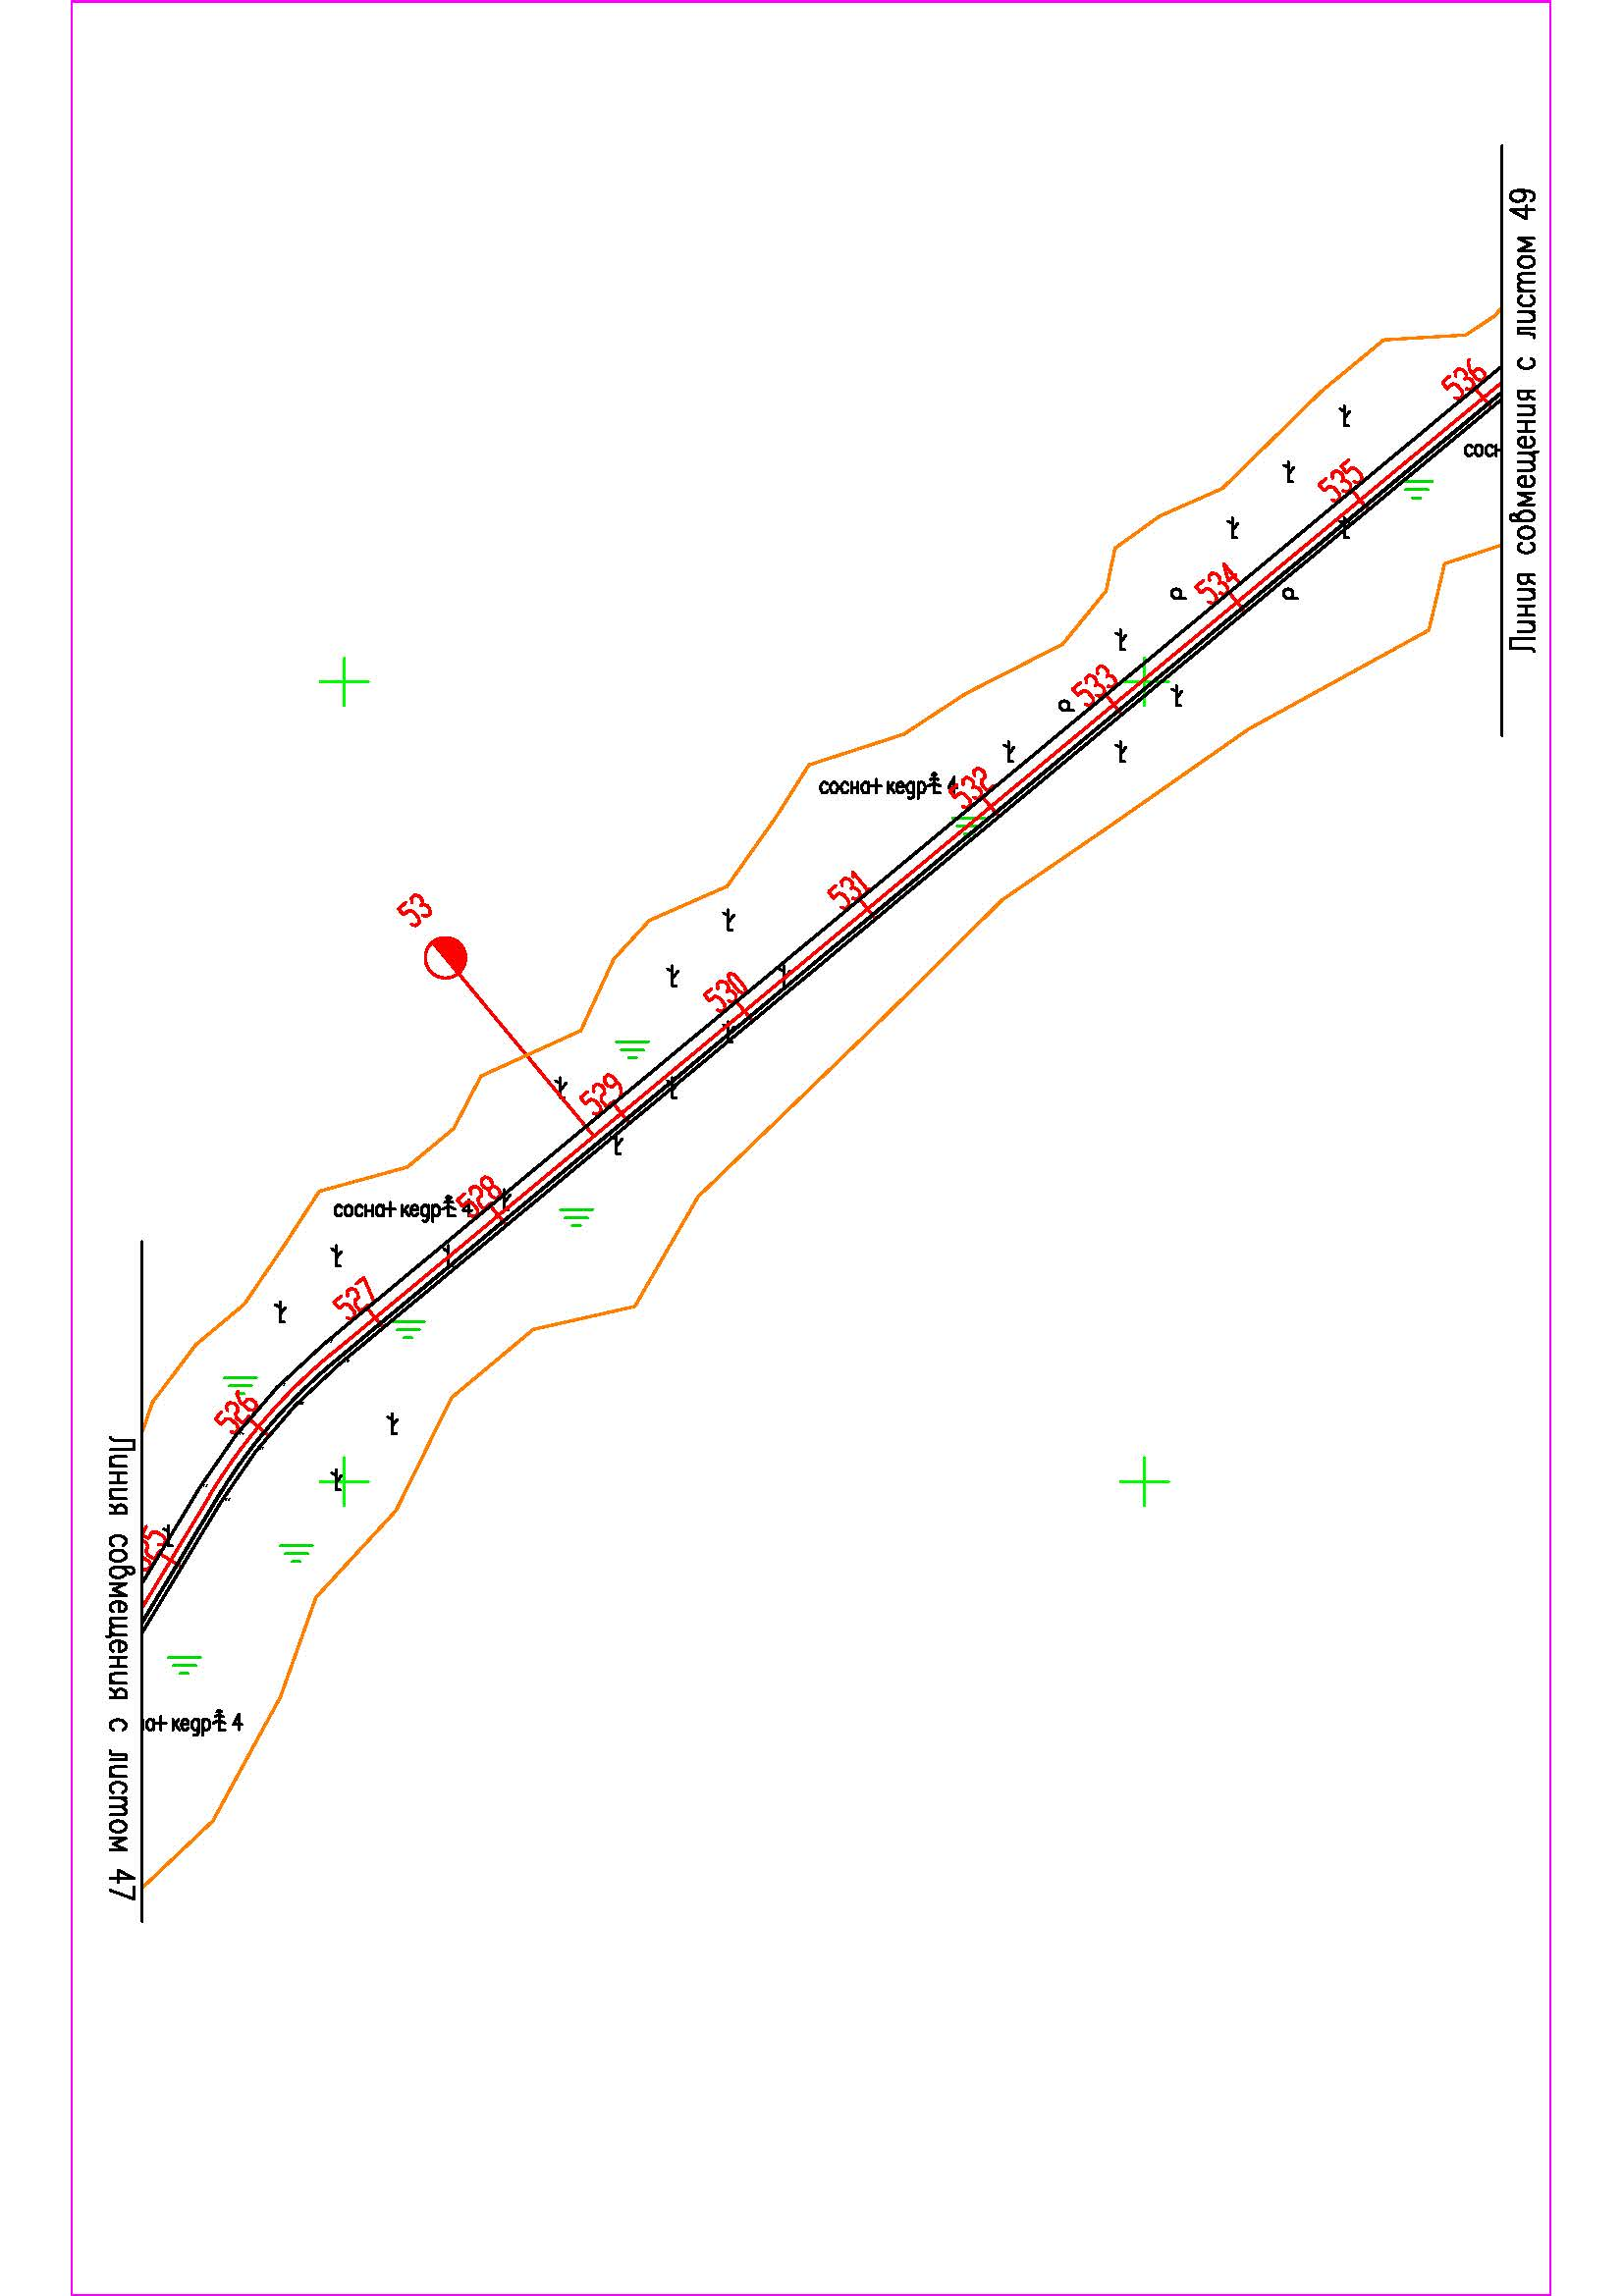 Линия совмещения с листом 49
536
сосн
535
534
533
сосна+ кедр 4
532
531
53
530
529
528
сосна+ кедр 4
527
526
525
Линия совмещения с листом 47
на+ кедр 4